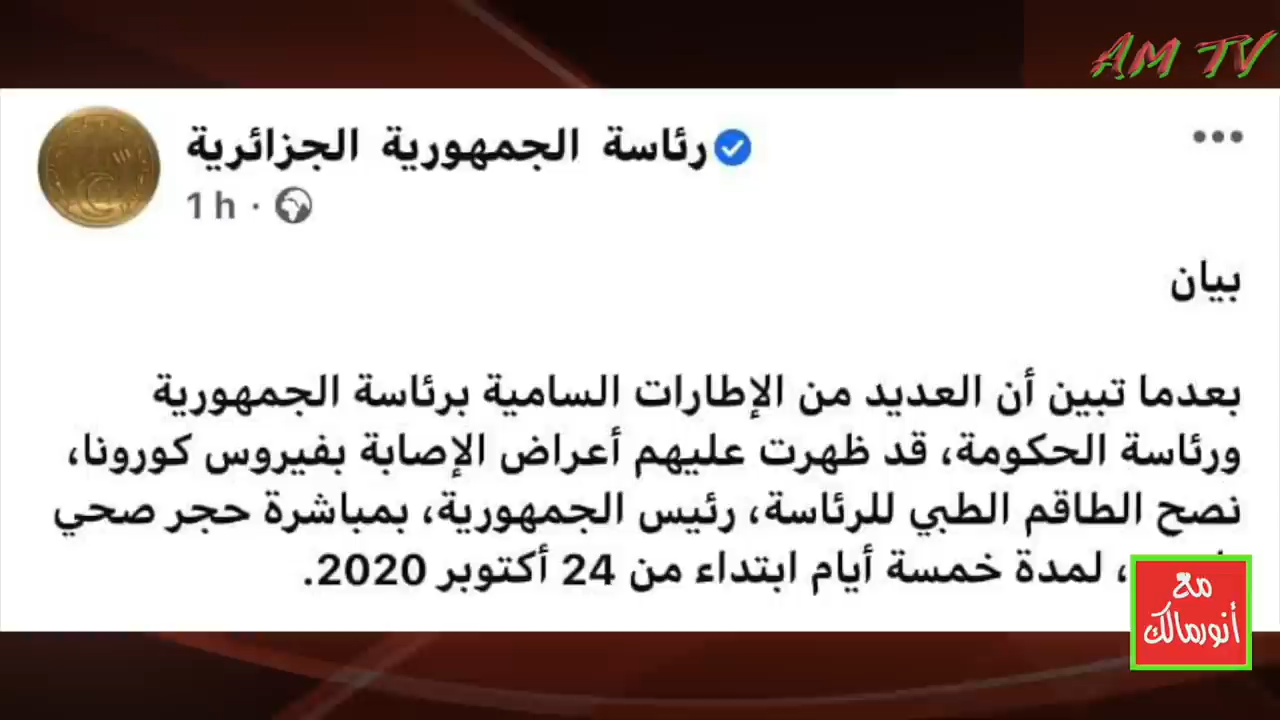 AM TV
رئاسة الجمهورية الجزائرية
1 h ·
بيان
بعدما تبين أن العديد من الإطارات السامية برئاسة الجمهورية
ورئاسة الحكومة، قد ظهرت عليهم أعراض الإصابة بفيروس كورونا،
نصح الطاقم الطبي للرئاسة، رئيس الجمهورية، بمباشرة حجر صحي
، لمدة خمسة أيام ابتداء من 24 أكتوبر 2020.
مع
أنورمالك